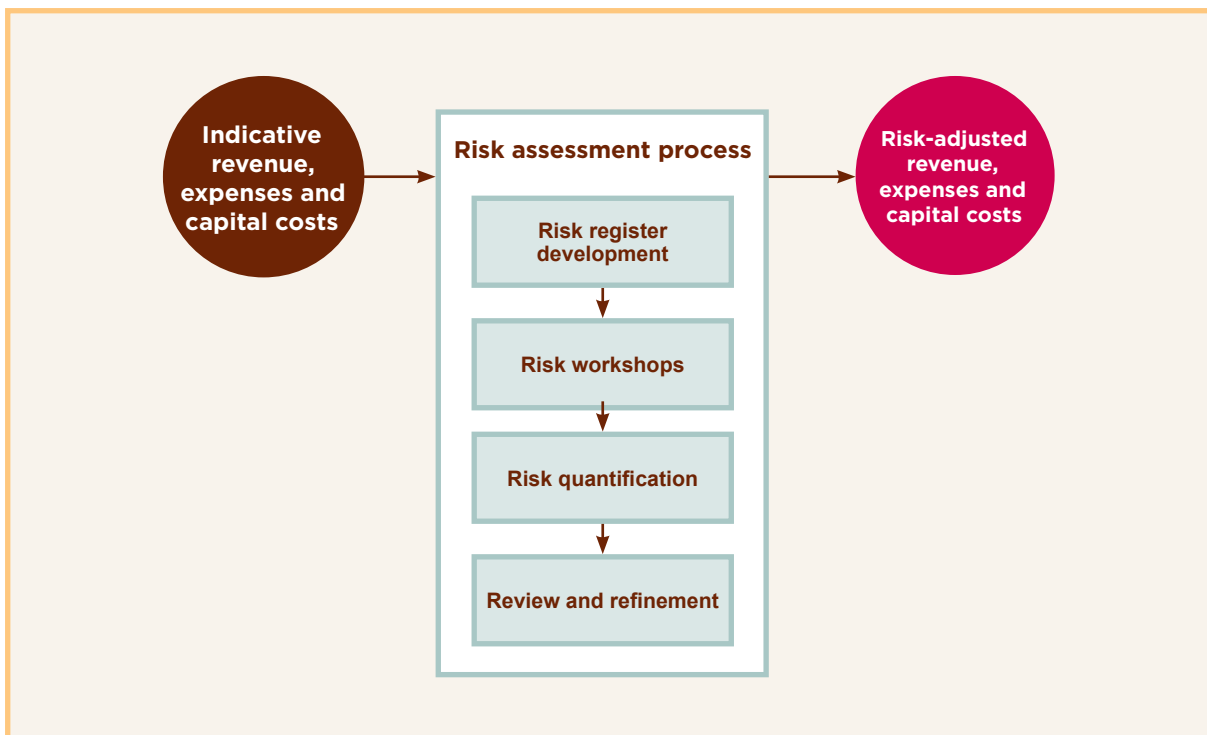 Indicative
revenue,
expenses and
capital costs
Risk assessment process
Risk register
development
Risk workshops
Risk quantification
Review and refinement
Risk-adjusted
revenue,
expenses and
capital costs